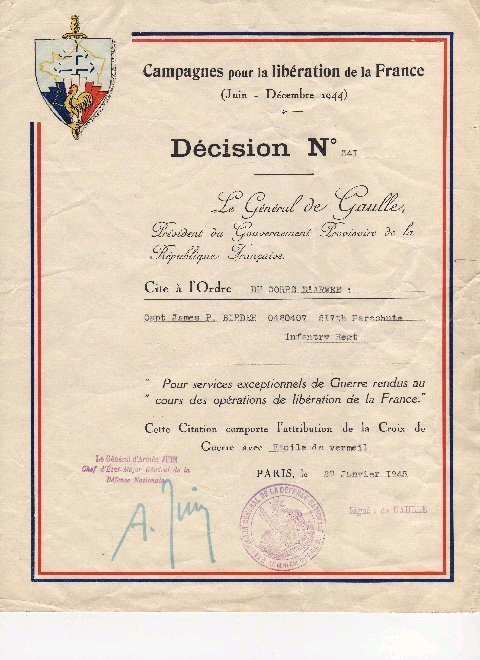 Campagnes pour la libération de la France
(Juin - Décembre 1944)
Décision N° 341
Le Général de Gaulle,
Président du Gouvernement Provisoire de la
République Française,
Cite à l'Ordre DU CORPS D'ARMEE :
Capt James P. BIRDER 0480407 517th Parachute
Infantry Regt
" Pour services exceptionnels de Guerre rendus au
" cours des opérations de libération de la France."
Cette Citation comporte l'attribution de la Croix de
Guerre avec Etoile de vermeil
Le Général d'Armée JUIN
Chef d'État-Major Général de la
Défense Nationale
PARIS, le 22 Janvier 1945
A. Juin
Signé : de GAULLE